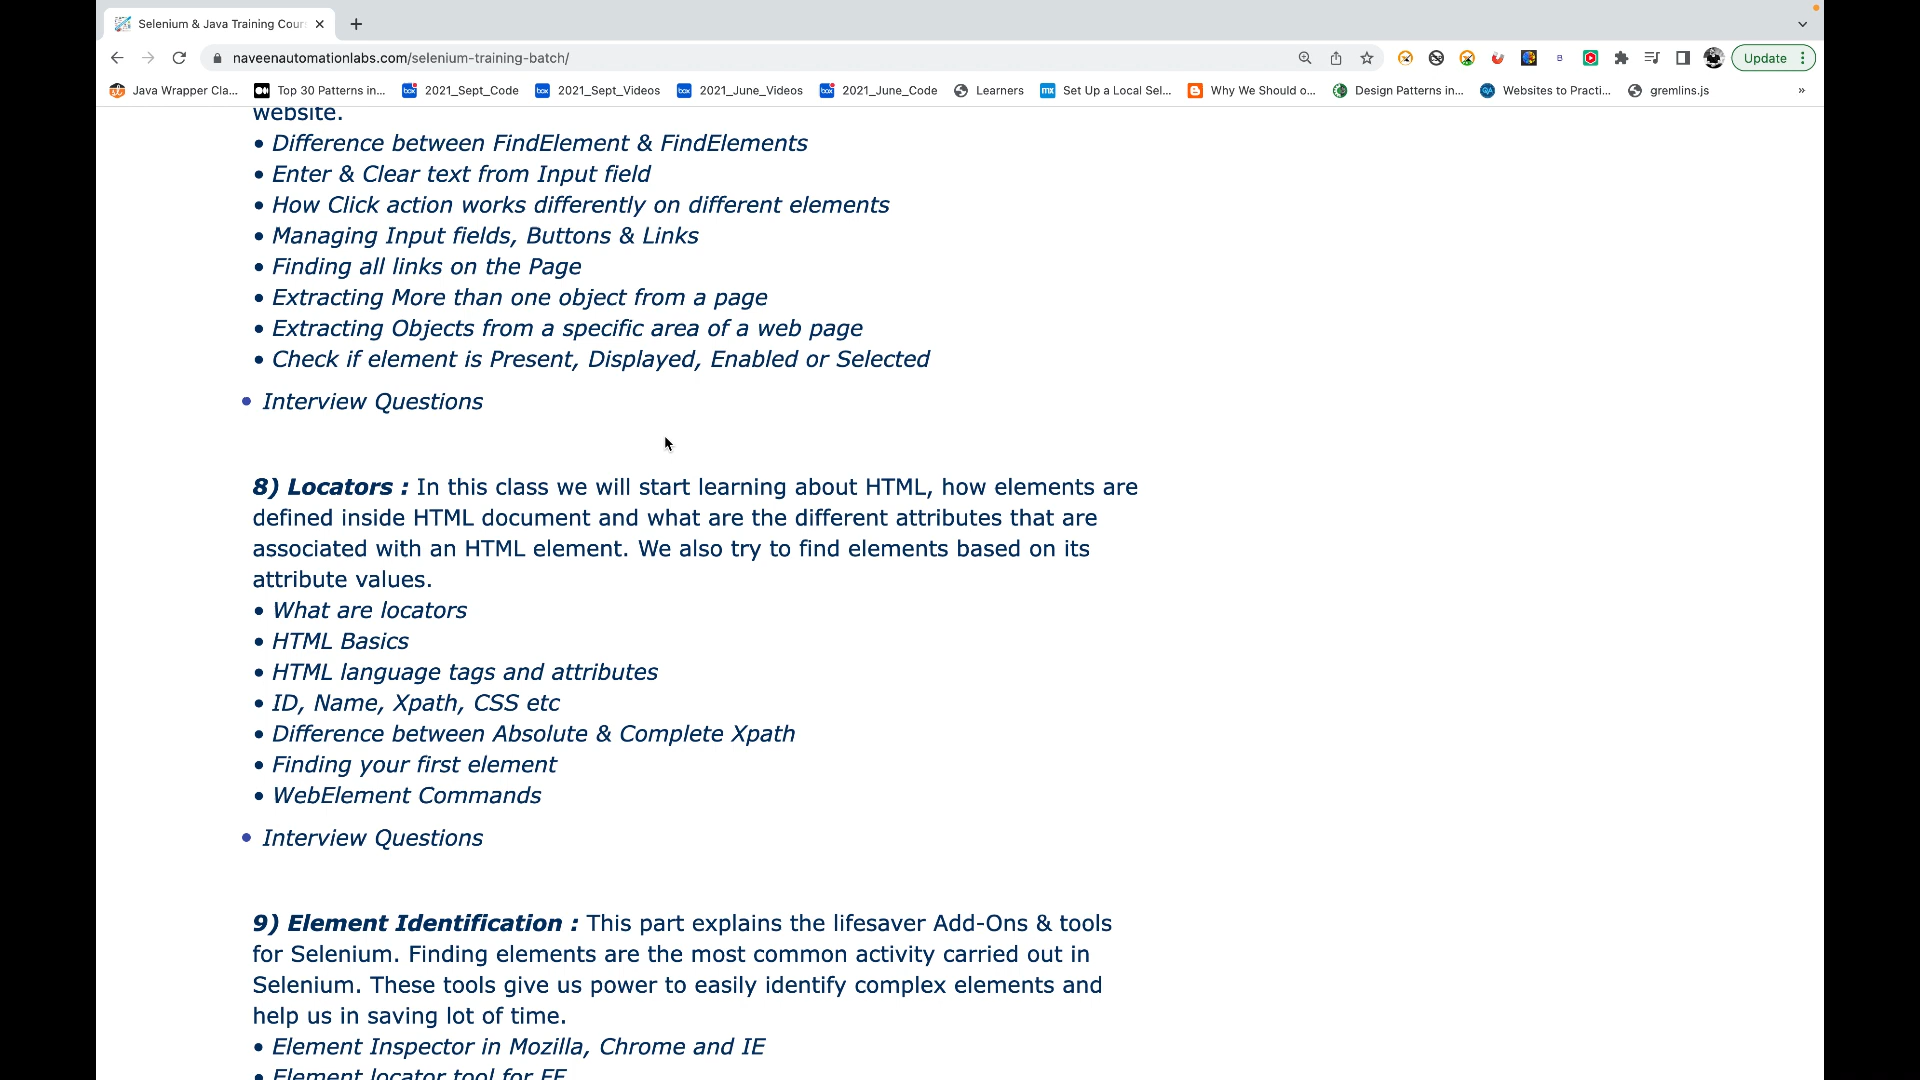 Selenium & Java Training Cour
naveenautomationlabs.com/selenium-training-batch/
Update
Java Wrapper Cla...
Top 30 Patterns in...
2021_Sept_Code
2021_Sept_Videos
2021_June_Videos
2021_June_Code
Learners
Set Up a Local Sel...
Why We Should o...
Design Patterns in...
Websites to Practi...
gremlins.js
»
website.
• Difference between FindElement & FindElements
• Enter & Clear text from Input field
• How Click action works differently on different elements
• Managing Input fields, Buttons & Links
• Finding all links on the Page
• Extracting More than one object from a page
• Extracting Objects from a specific area of a web page
• Check if element is Present, Displayed, Enabled or Selected
• Interview Questions
8) Locators : In this class we will start learning about HTML, how elements are
defined inside HTML document and what are the different attributes that are
associated with an HTML element. We also try to find elements based on its
attribute values.
• What are locators
• HTML Basics
• HTML language tags and attributes
• ID, Name, Xpath, CSS etc
• Difference between Absolute & Complete Xpath
• Finding your first element
• WebElement Commands
• Interview Questions
9) Element Identification : This part explains the lifesaver Add-Ons & tools
for Selenium. Finding elements are the most common activity carried out in
Selenium. These tools give us power to easily identify complex elements and
help us in saving lot of time.
• Element Inspector in Mozilla, Chrome and IE
• Element locator tool for FF